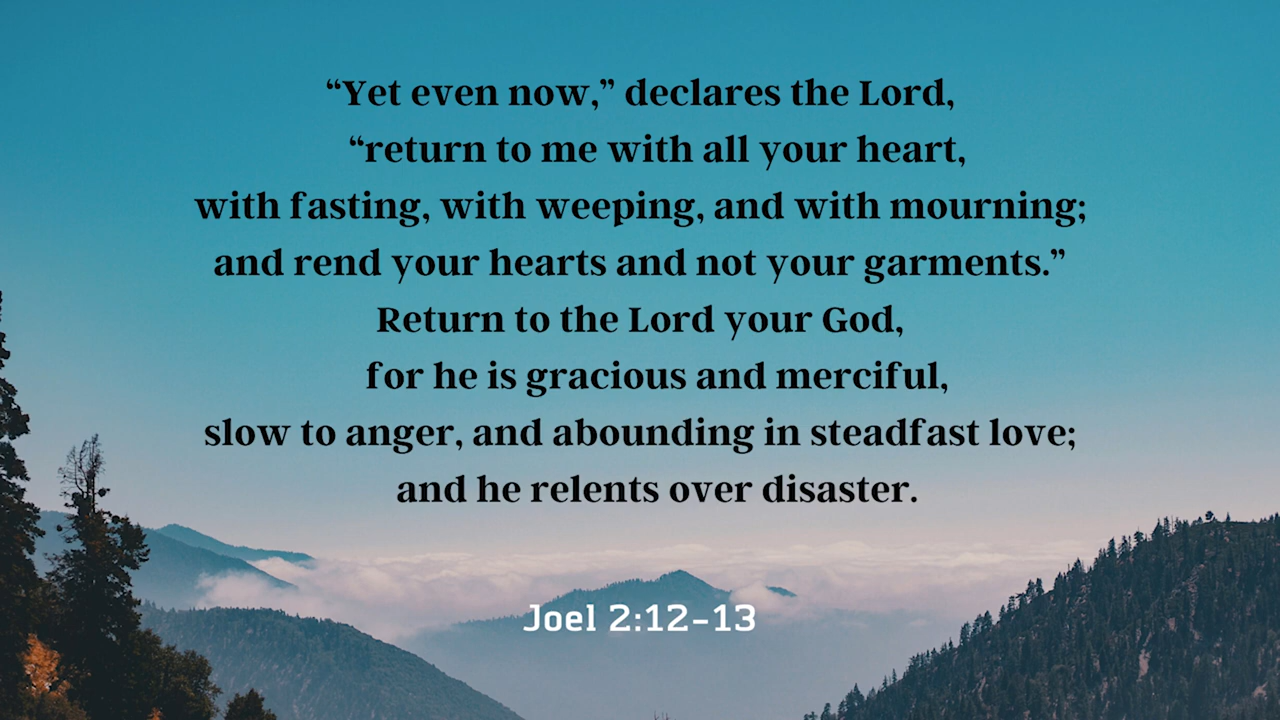 “Yet even now,” declares the Lord,
“return to me with all your heart,
with fasting, with weeping, and with mourning;
and rend your hearts and not your garments.”
Return to the Lord your God,
for he is gracious and merciful,
slow to anger, and abounding in steadfast love;
and he relents over disaster.
Joel 2:12-13